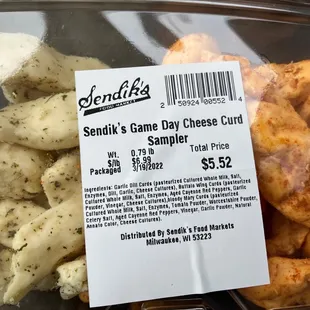 Sendik's
FOOD MARKET
2 50924 00552 4
Sendik's Game Day Cheese Curd
Sampler
Wt. 0.79 lb
Total Price
$/lb $6.99
$5.52
Packaged 3/19/2022
Ingredients: Garlic Dill Curds (pasteurized Cultured Whole Milk, Salt,
Enzymes, Dill, Garlic, Cheese Cultures), Buffalo Wing Curds (pasteurized
Cultured Whole Milk, Salt, Enzymes, Aged Cayenne Red Peppers, Garlic
Powder, Vinegar, Cheese Cultures), bloody Mary Curds (pasteurized
Cultured Whole Milk, Salt, Enzymes, Tomato Powder, Worcestershire Powder,
Celery Salt, Aged Cayenne Red Peppers, Vinegar, Garlic Powder, Natural
Annato Color, Cheese Cultures).
Distributed By Sendik's Food Markets
Milwaukee, WI 53223